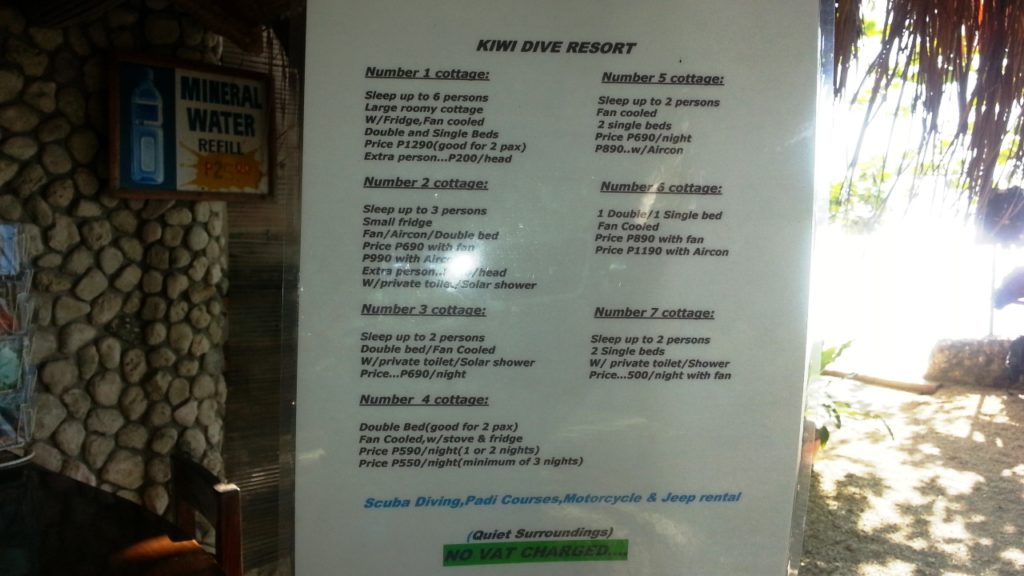 MINERAL
WATER
REFILL
KIWI DIVE RESORT
Number 1 cottage:
Sleep up to 6 persons
Large roomy cottage
W/Fridge,Fan cooled
Double and Single Beds
Price P1290(good for 2 pax)
Extra person...P200/head
Number 2 cottage:
Sleep up to 3 persons
Small fridge
Fan/Aircon/Double bed
Price P690 with fan
P990 with Aircon
Extra person.. /head
W/private toilet/Solar shower
Number 3 cottage:
Sleep up to 2 persons
Double bed/Fan Cooled
W/private toilet/Solar shower
Price...P690/night
Number 4 cottage:
Double Bed(good for 2 pax)
Fan Cooled,w/stove & fridge
Price P590/night(1 or 2 nights)
Price P550/night(minimum of 3 nights)
Number 5 cottage:
Sleep up to 2 persons
Fan cooled
2 single beds
Price P690/night
P890..w/Aircon
Number 6 cottage:
1 Double/1 Single bed
Fan Cooled
Price P890 with fan
Price P1190 with Aircon
Number 7 cottage:
Sleep up to 2 persons
2 Single beds
W/ private toilet/Shower
Price...500/night with fan
Scuba Diving,Padi Courses,Motorcycle & Jeep rental
(Quiet Surroundings)
NO VAT CHARGED....